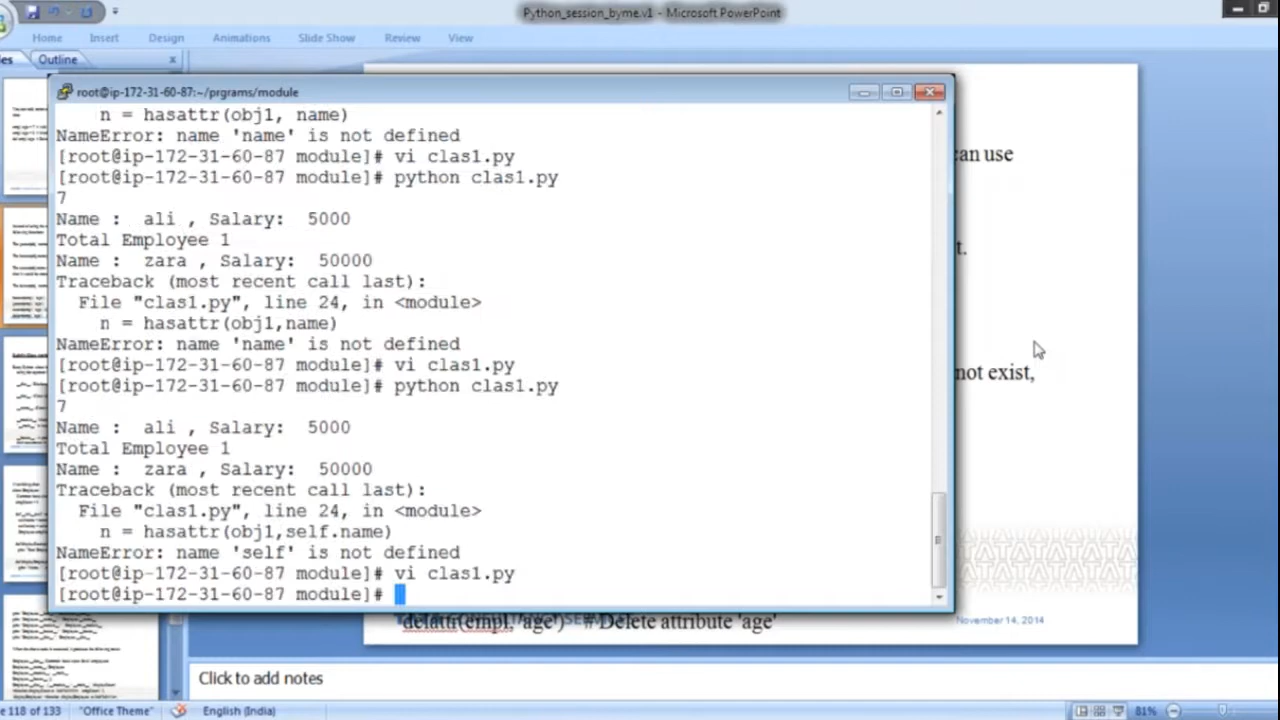 Python_session_byme.v1 - Microsoft PowerPoint
Home Insert Design Animations Slide Show Review View
Outline
root@ip-172-31-60-87:~/prgrams/module
n = hasattr(obj1, name)
NameError: name 'name' is not defined
[root@ip-172-31-60-87 module]# vi clas1.py
[root@ip-172-31-60-87 module]# python clas1.py
7
Name :  ali , Salary:  5000
Total Employee 1
Name :  zara , Salary:  50000
Traceback (most recent call last):
File "clas1.py", line 24, in <module>
n = hasattr(obj1,name)
NameError: name 'name' is not defined
[root@ip-172-31-60-87 module]# vi clas1.py
[root@ip-172-31-60-87 module]# python clas1.py
7
Name :  ali , Salary:  5000
Total Employee 1
Name :  zara , Salary:  50000
Traceback (most recent call last):
File "clas1.py", line 24, in <module>
n = hasattr(obj1,self.name)
NameError: name 'self' is not defined
[root@ip-172-31-60-87 module]# vi clas1.py
[root@ip-172-31-60-87 module]#
can use
t.
not exist,
delattr(empl, 'age') # Delete attribute 'age'
November 14, 2014
Click to add notes
e 118 of 133 "Office Theme" English (India) 81%